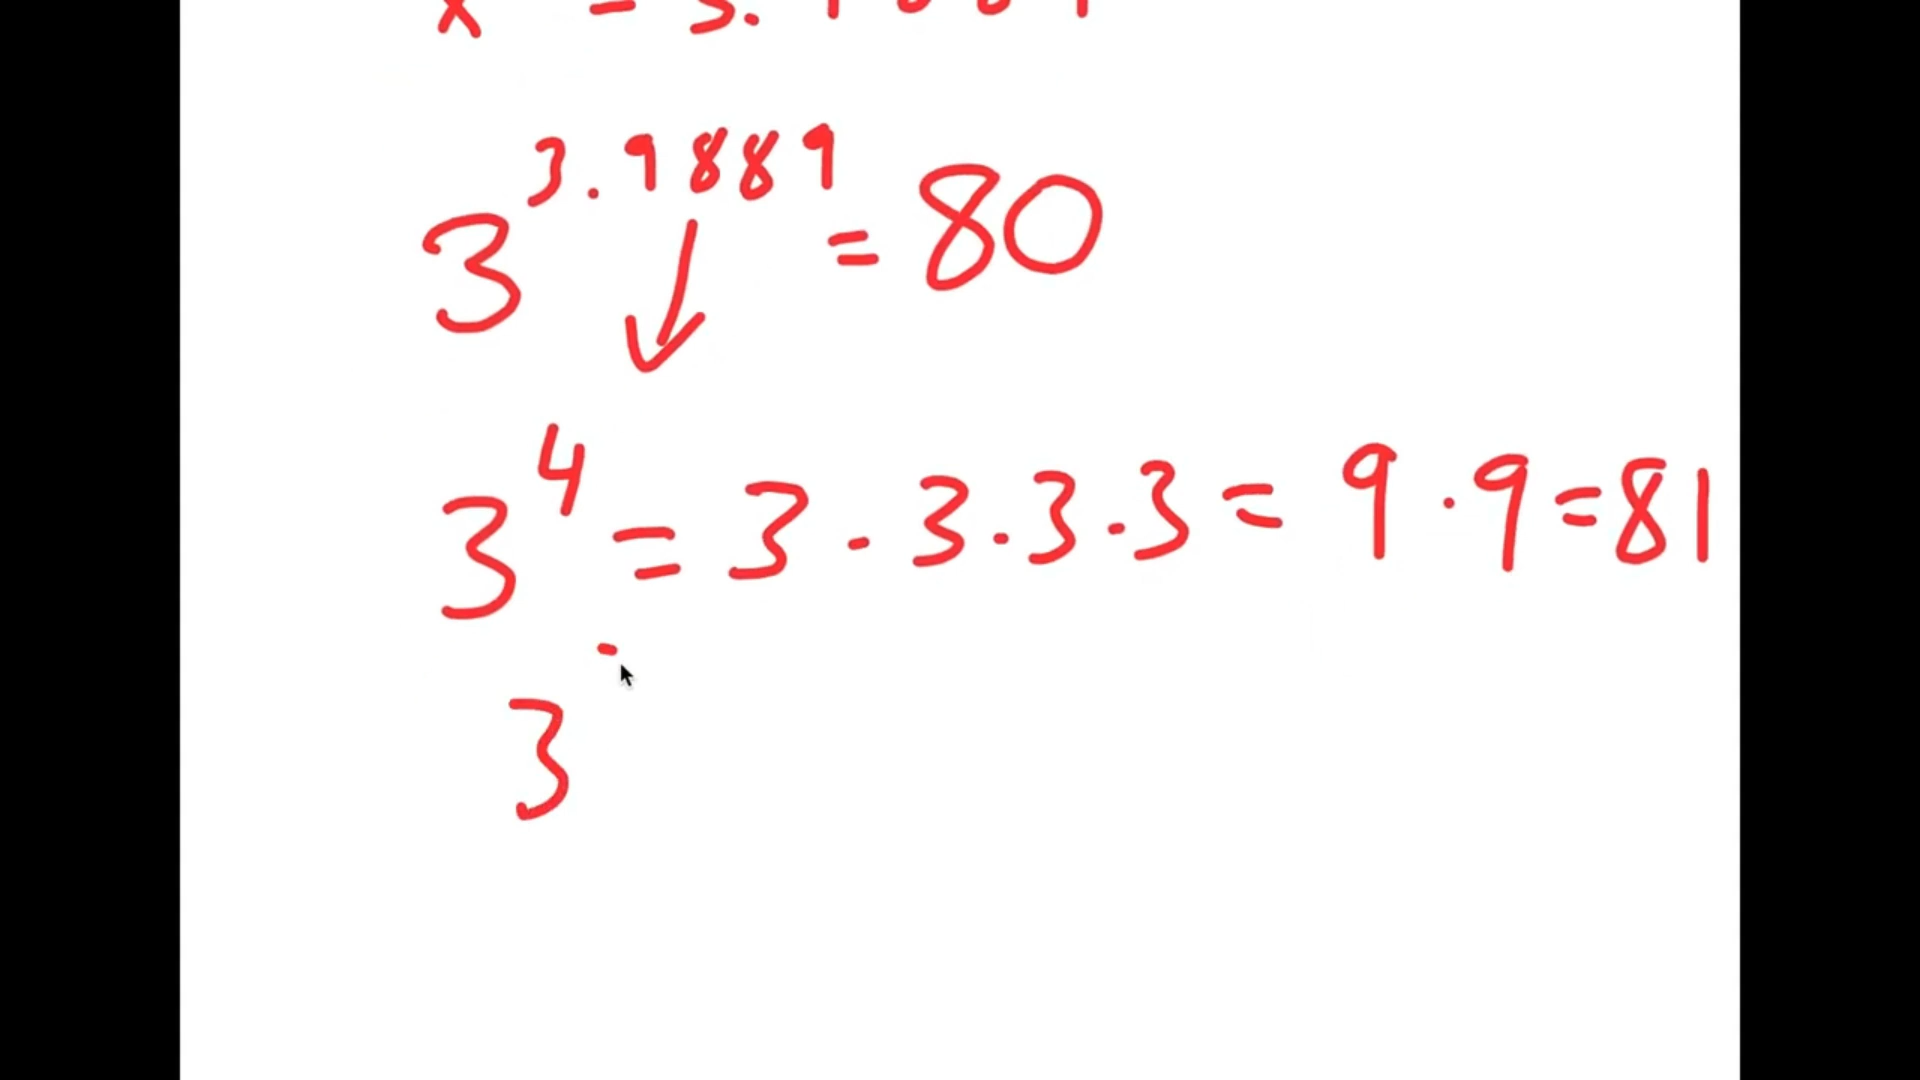 3^3.9889 = 80
3^4 = 3 · 3 · 3 · 3 = 9 · 9 = 81
3